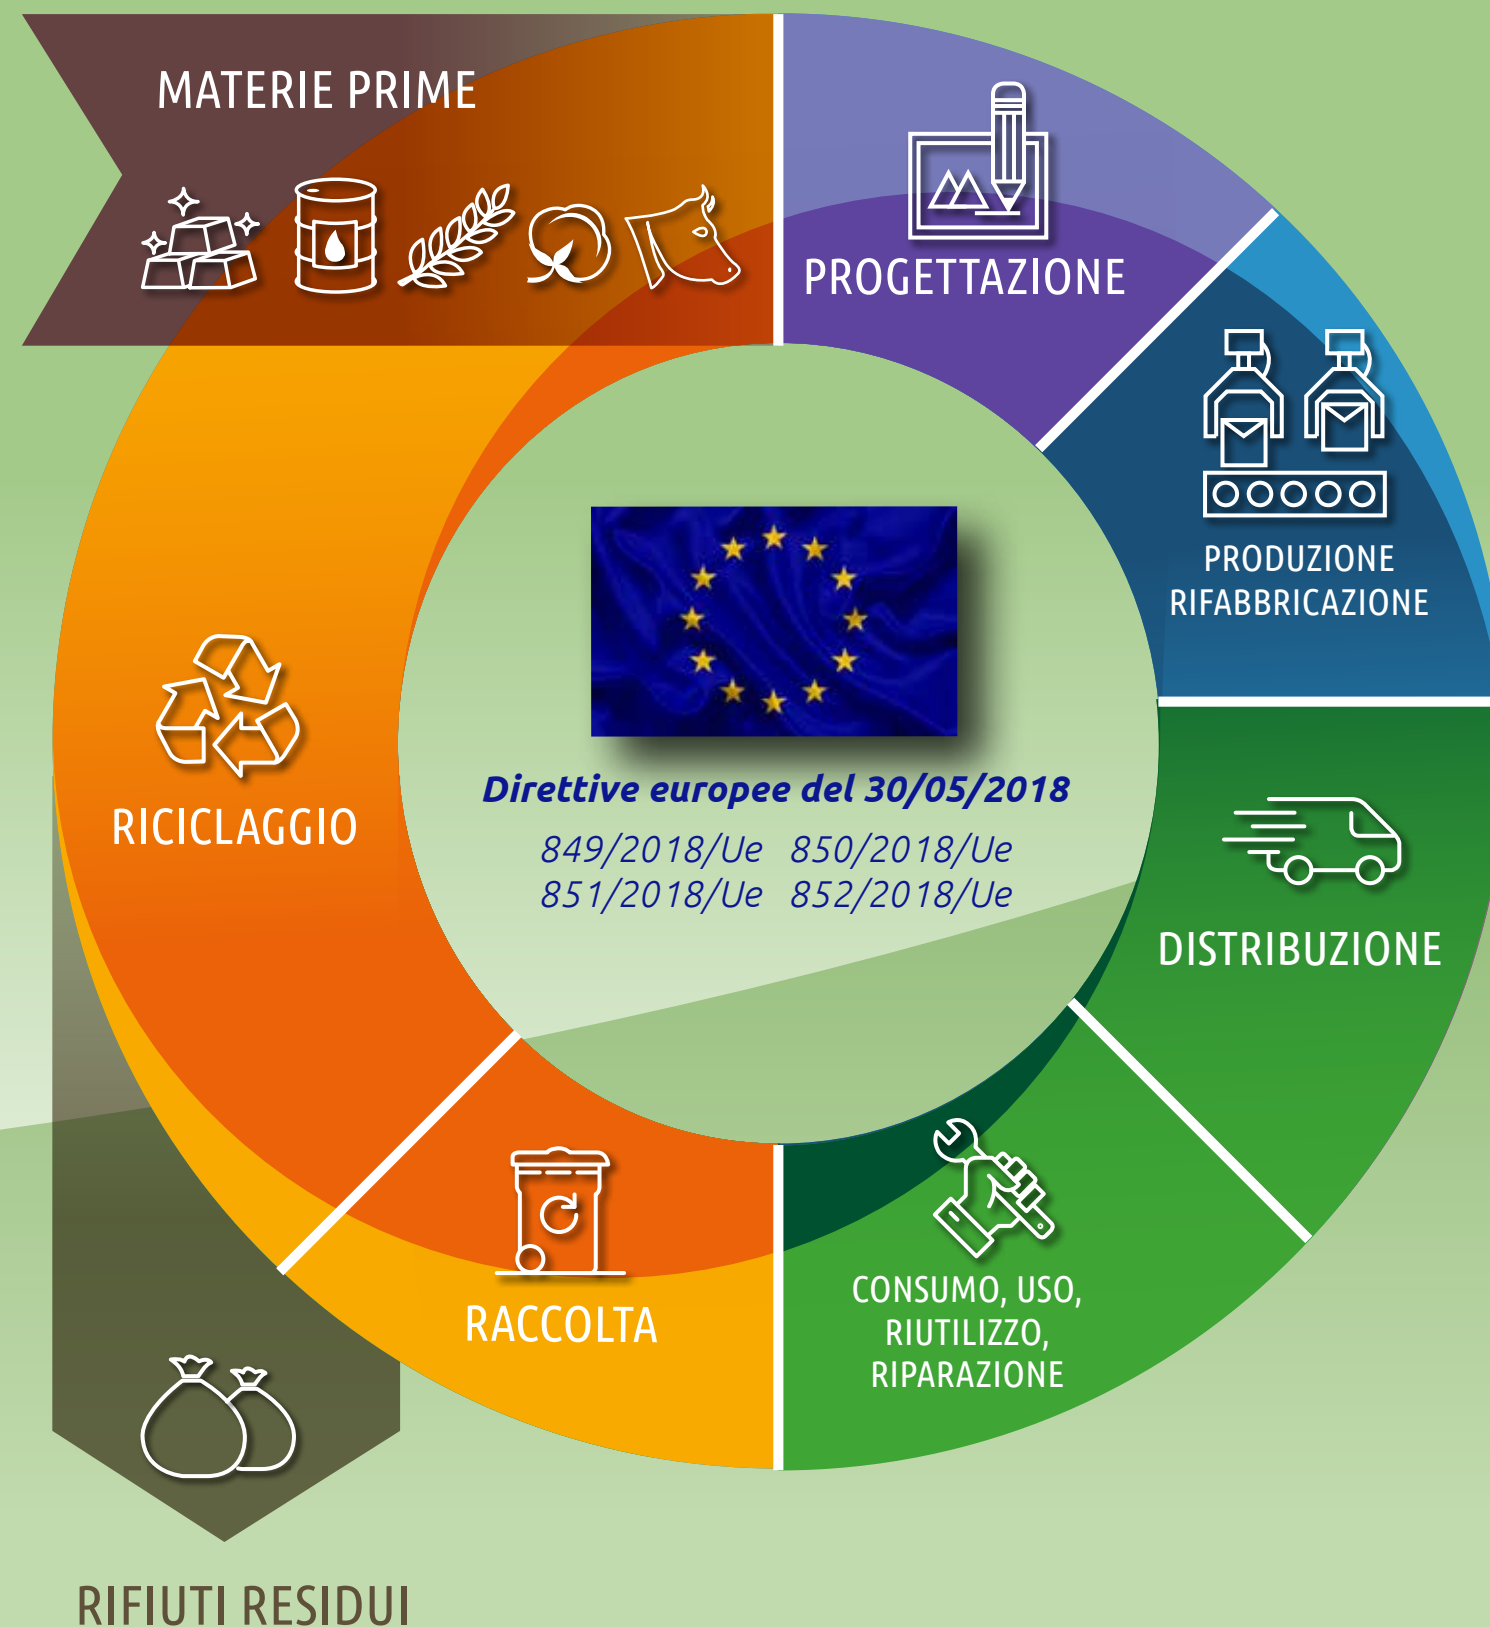 MATERIE PRIME
PROGETTAZIONE
PRODUZIONE
RIFABBRICAZIONE
DISTRIBUZIONE
CONSUMO, USO,
RIUTILIZZO,
RIPARAZIONE
RACCOLTA
RICICLAGGIO
RIFIUTI RESIDUI
Direttive europee del 30/05/2018
849/2018/Ue 850/2018/Ue
851/2018/Ue 852/2018/Ue